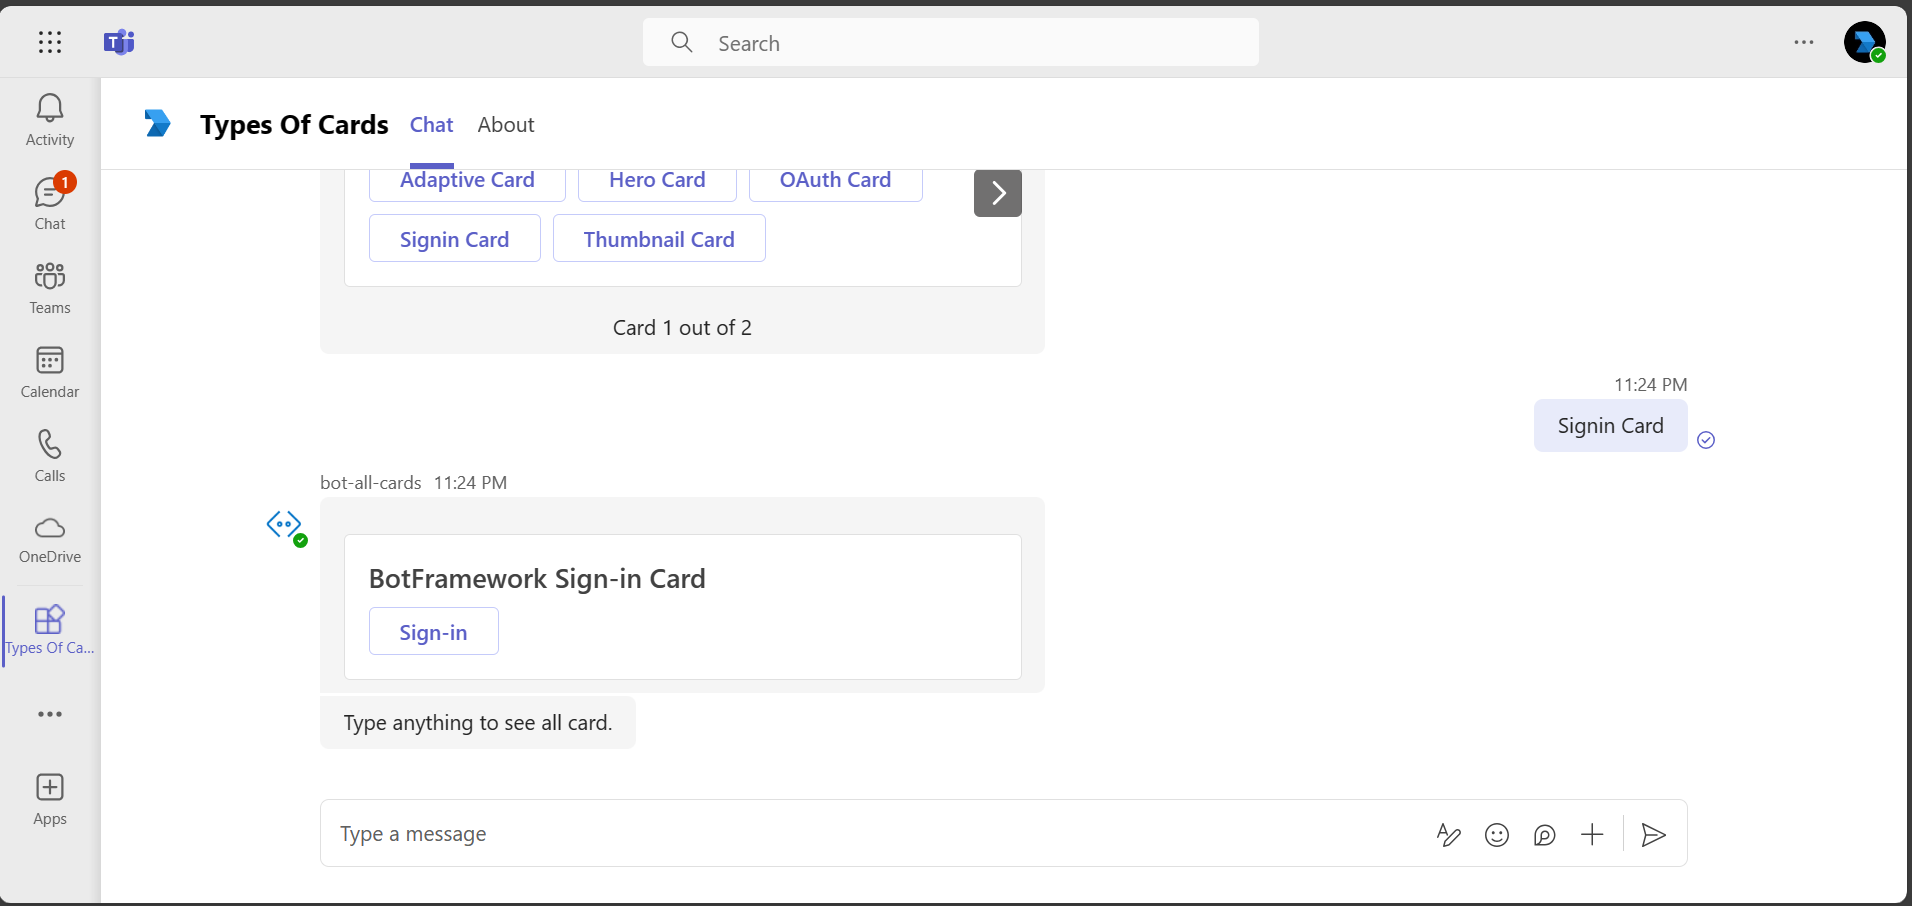 Search
Activity
1
Chat
Teams
Calendar
Calls
OneDrive
Types Of Ca...
Apps
Types Of Cards
Chat
About
Adaptive Card
Hero Card
OAuth Card
Signin Card
Thumbnail Card
Card 1 out of 2
11:24 PM
Signin Card
bot-all-cards 11:24 PM
BotFramework Sign-in Card
Sign-in
Type anything to see all card.
Type a message